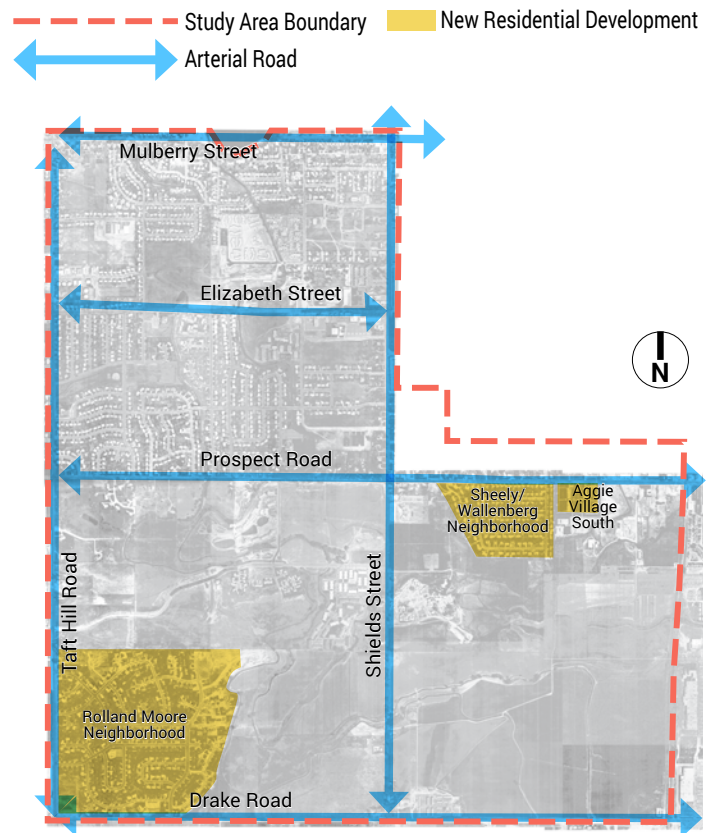 Study Area Boundary
New Residential Development
Arterial Road
Mulberry Street
Elizabeth Street
N
Prospect Road
Sheely/
Wallenberg
Neighborhood
Aggie
Village
South
Taft Hill Road
Shields Street
Rolland Moore
Neighborhood
Drake Road